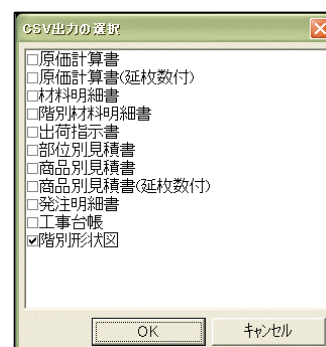 CSV出力の選択
原価計算書
原価計算書(延枚数付)
材料明細書
階別材料明細書
出荷指示書
部位別見積書
商品別見積書
商品別見積書(延枚数付)
発注明細書
工事台帳
階別形状図
OK
キャンセル